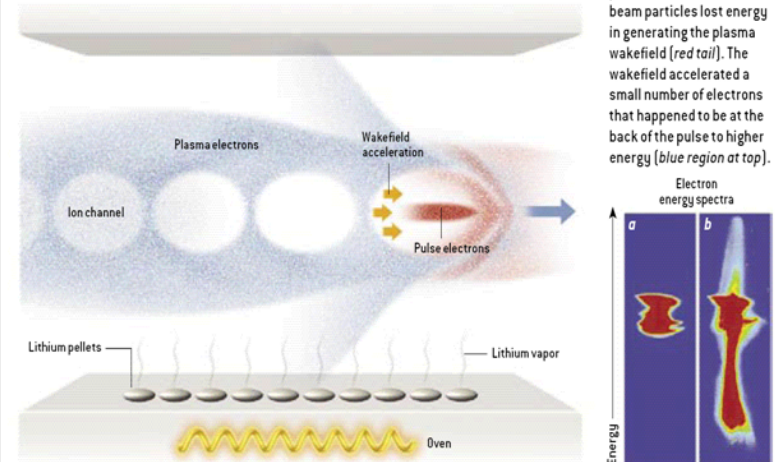 beam particles lost energy
in generating the plasma
wakefield (red tail). The
wakefield accelerated a
small number of electrons
that happened to be at the
back of the pulse to higher
energy (blue region at top).
Wakefield
acceleration
Plasma electrons
Ion channel
Pulse electrons
Electron
energy spectra
a
b
Energy
Lithium pellets
Lithium vapor
Oven